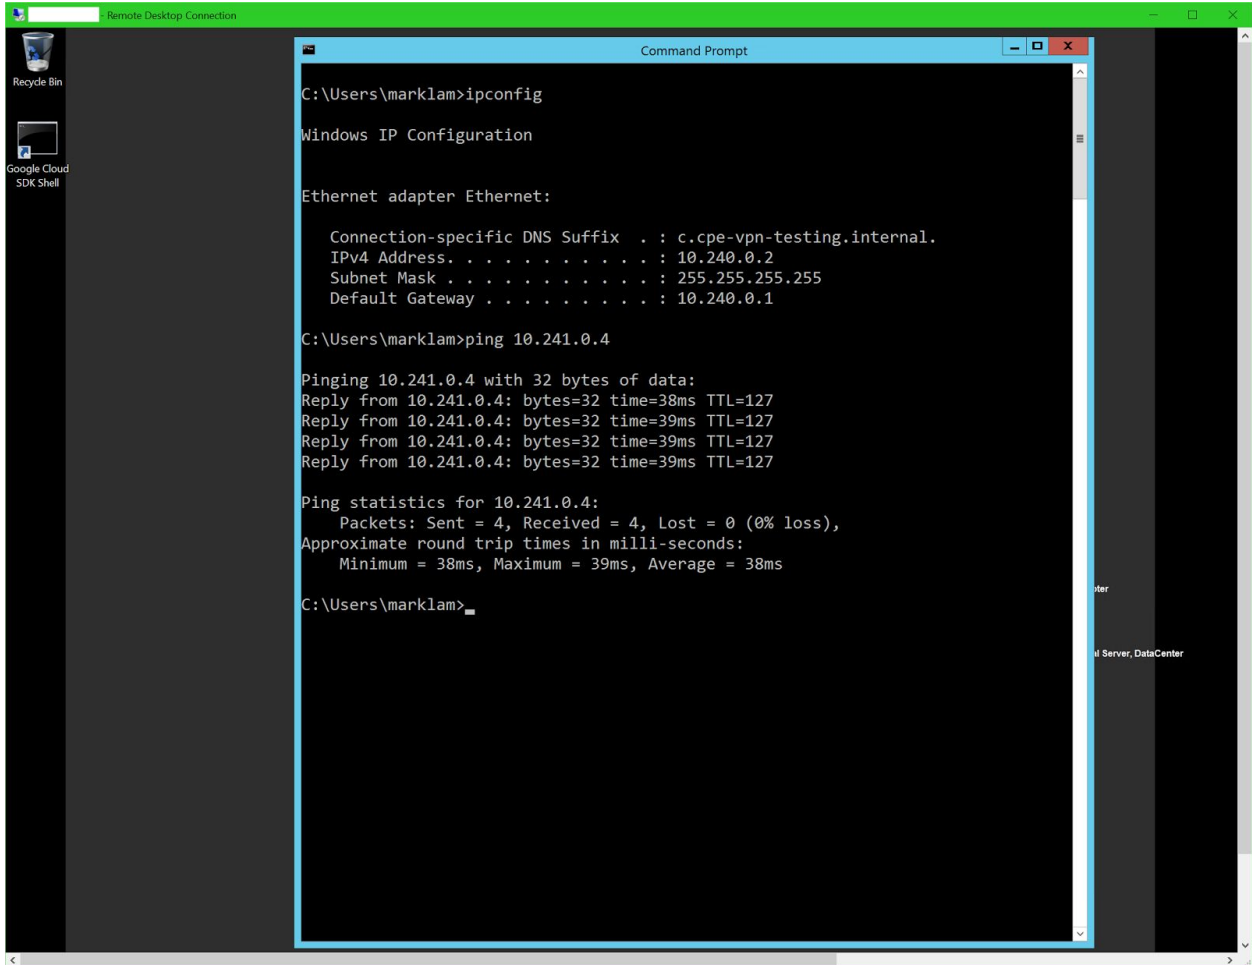 - Remote Desktop Connection
Recycle Bin
Google Cloud
SDK Shell
Command Prompt
C:\Users\marklam>ipconfig
Windows IP Configuration
Ethernet adapter Ethernet:
Connection-specific DNS Suffix  . : c.cpe-vpn-testing.internal.
IPv4 Address. . . . . . . . . . . : 10.240.0.2
Subnet Mask . . . . . . . . . . . : 255.255.255.255
Default Gateway . . . . . . . . . : 10.240.0.1
C:\Users\marklam>ping 10.241.0.4
Pinging 10.241.0.4 with 32 bytes of data:
Reply from 10.241.0.4: bytes=32 time=38ms TTL=127
Reply from 10.241.0.4: bytes=32 time=39ms TTL=127
Reply from 10.241.0.4: bytes=32 time=39ms TTL=127
Reply from 10.241.0.4: bytes=32 time=39ms TTL=127
Ping statistics for 10.241.0.4:
Packets: Sent = 4, Received = 4, Lost = 0 (0% loss),
Approximate round trip times in milli-seconds:
Minimum = 38ms, Maximum = 39ms, Average = 38ms
C:\Users\marklam>
Server, DataCenter